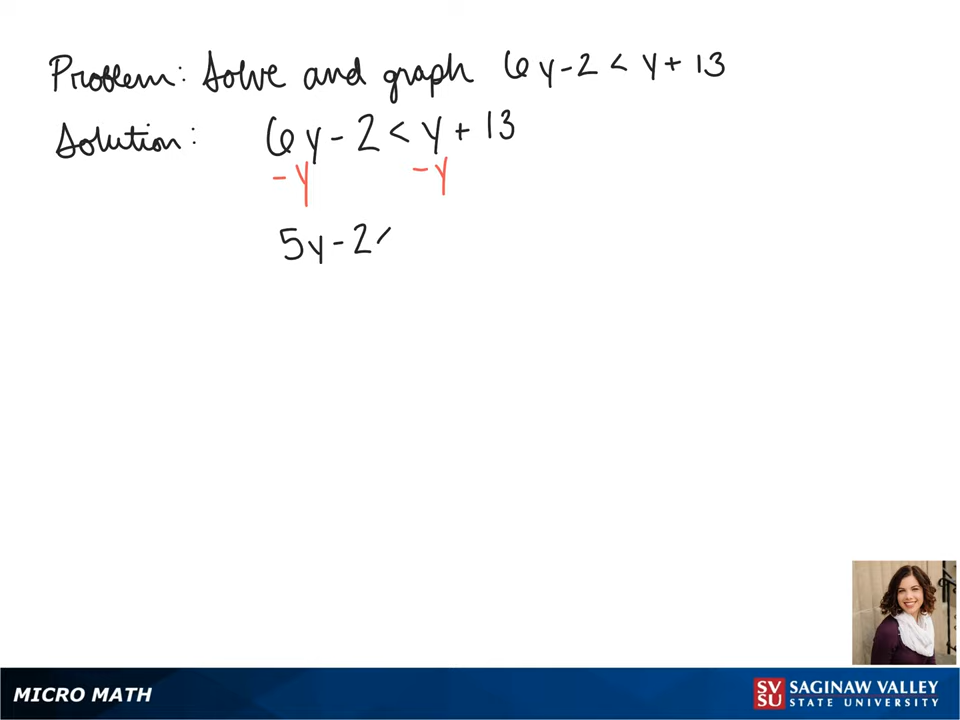 Problem: Solve and graph 6y-2 < y+13
Solution: 6y - 2 < y + 13
-y -y
5y - 2
MICRO MATH
SVSU SAGINAW VALLEY
STATE UNIVERSITY